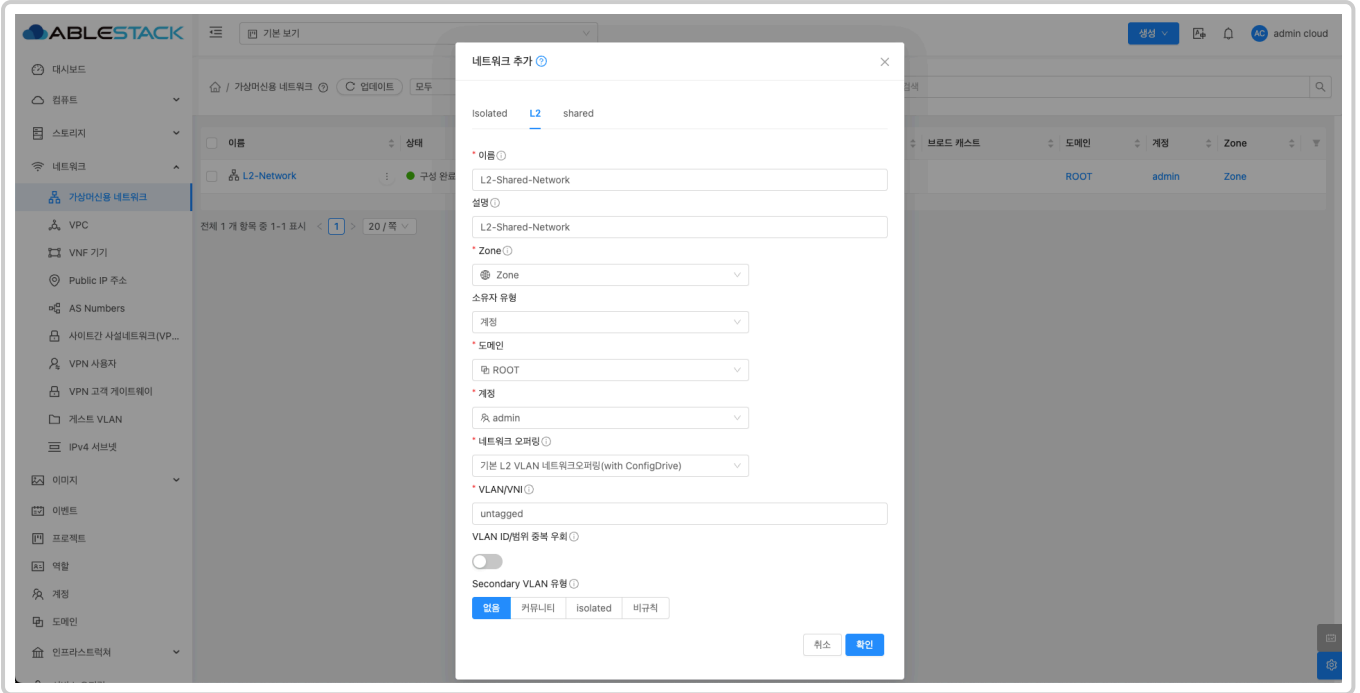 ABLESTACK
기본 보기
생성
AC admin cloud
대시보드
컴퓨트
스토리지
네트워크
가상머신용 네트워크
VPC
VNF 기기
Public IP 주소
AS Numbers
사이트간 사설네트워크(VP...
VPN 사용자
VPN 고객 게이트웨이
게스트 VLAN
IPv4 서브넷
이미지
이벤트
프로젝트
역할
계정
도메인
인프라스트럭쳐
/ 가상머신용 네트워크 업데이트 모두
검색
이름 상태 브로드 캐스트 도메인 계정 Zone
L2-Network 구성 완료 ROOT admin Zone
전체 1 개 항목 중 1-1 표시 < 1 > 20 / 쪽
네트워크 추가
Isolated L2 shared
* 이름
L2-Shared-Network
설명
L2-Shared-Network
* Zone
Zone
소유자 유형
계정
* 도메인
ROOT
* 계정
admin
* 네트워크 오퍼링
기본 L2 VLAN 네트워크오퍼링(with ConfigDrive)
* VLAN/VNI
untagged
VLAN ID/범위 중복 우회
Secondary VLAN 유형
없음 커뮤니티 isolated 비규칙
취소 확인